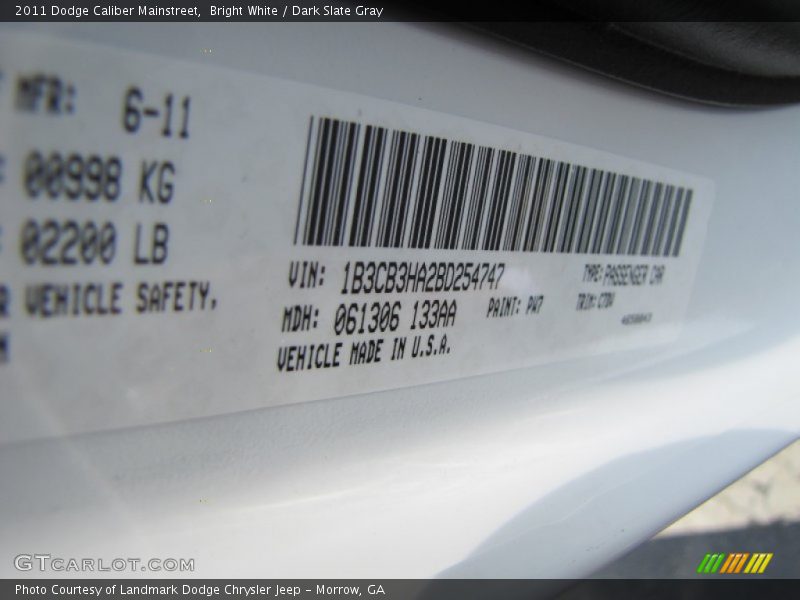 2011 Dodge Caliber Mainstreet,  Bright White / Dark Slate Gray
MFR: 6-11
00998 KG
02200 LB
VEHICLE SAFETY,
VIN: 1B3CB3HA2BD254747
TYPE: PASSENGER CAR
MDH: 061306 133AA
PAINT: PW7
TRIM:
VEHICLE MADE IN U.S.A.
GTCARLOT.COM
Photo Courtesy of Landmark Dodge Chrysler Jeep – Morrow, GA